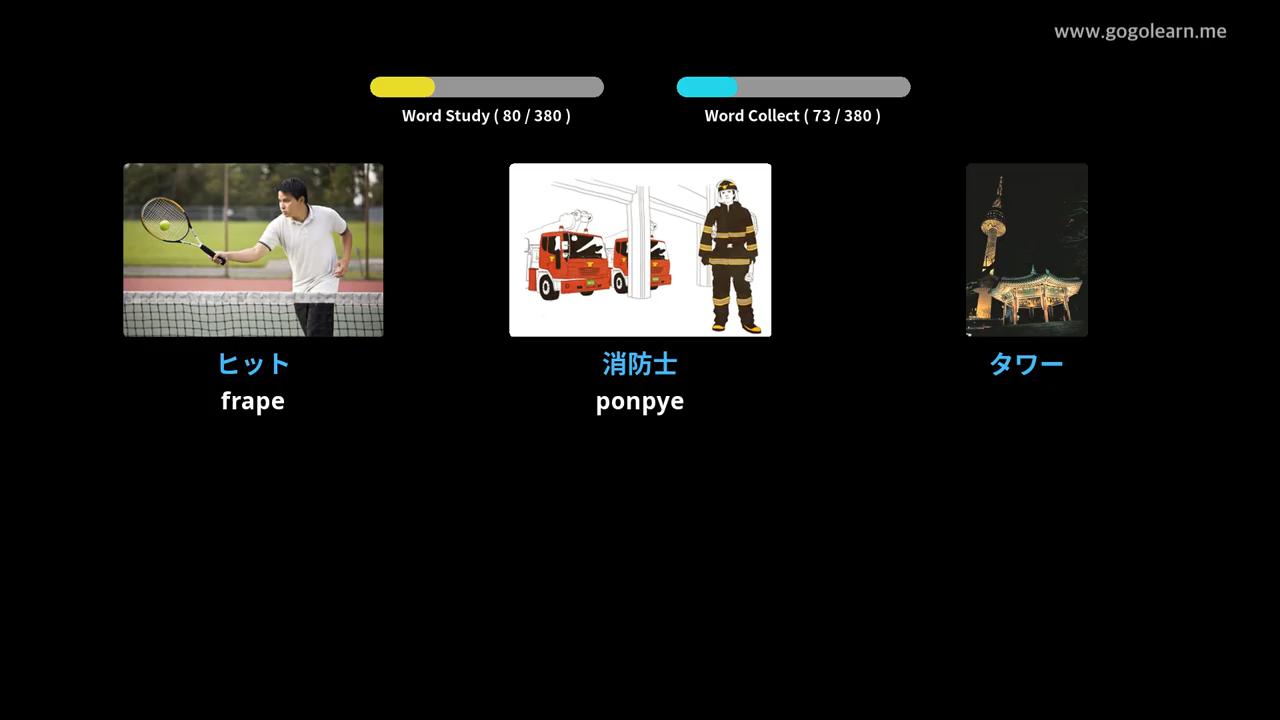 www.gogolearn.me
Word Study ( 80 / 380 )
Word Collect ( 73 / 380 )
ヒット
frape
消防士
ponpye
タワー